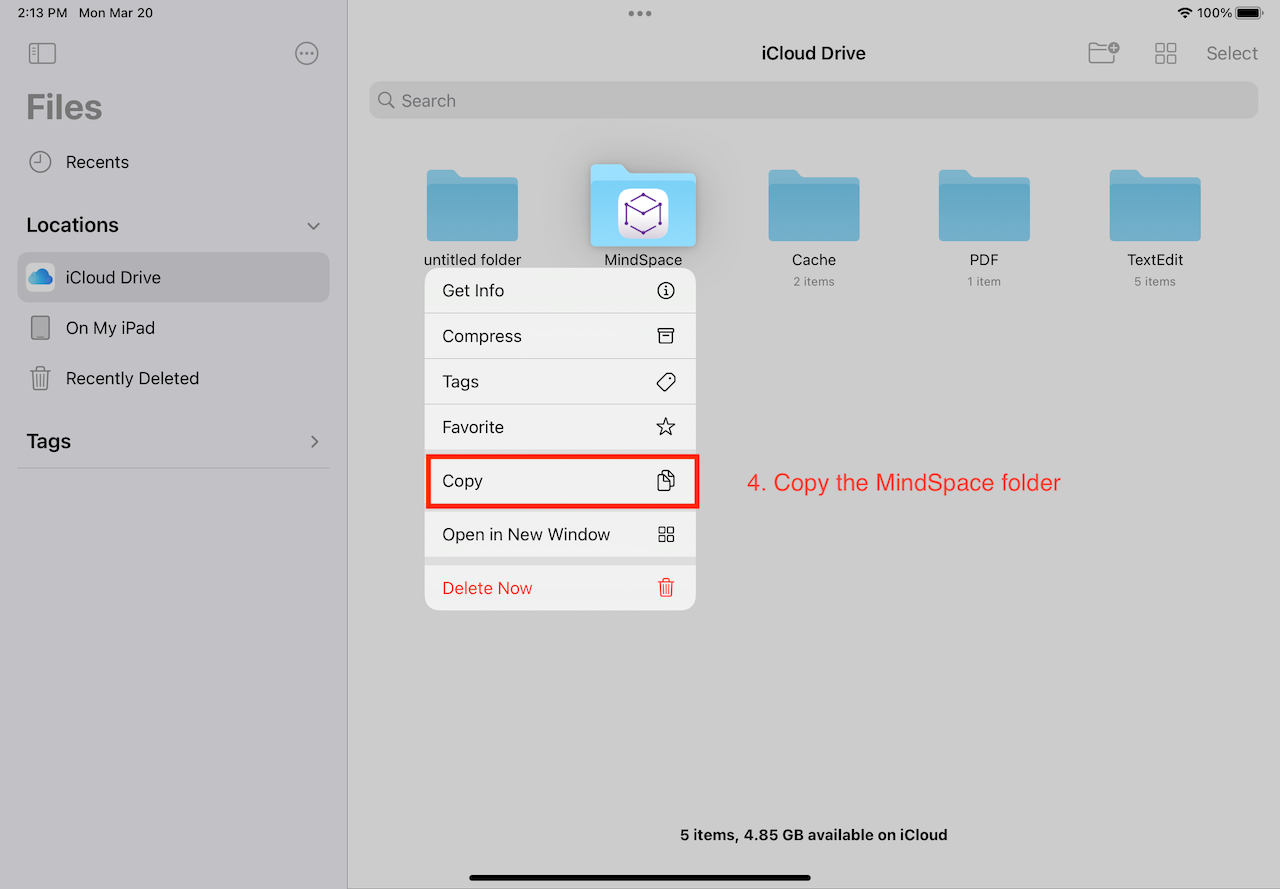 2:13 PM Mon Mar 20
100%
Files
Recents
Locations
iCloud Drive
On My iPad
Recently Deleted
Tags
iCloud Drive
Select
Search
untitled folder
MindSpace
Cache
2 items
PDF
1 item
TextEdit
5 items
Get Info
Compress
Tags
Favorite
Copy
4. Copy the MindSpace folder
Open in New Window
Delete Now
5 items, 4.85 GB available on iCloud